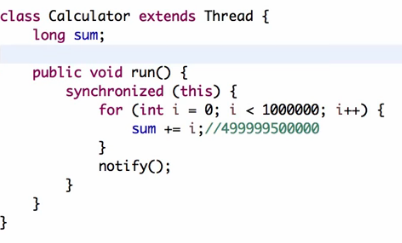 class Calculator extends Thread {
long sum;
public void run() {
synchronized (this) {
for (int i = 0; i < 1000000; i++) {
sum += i;//499999500000
}
notify();
}
}
}